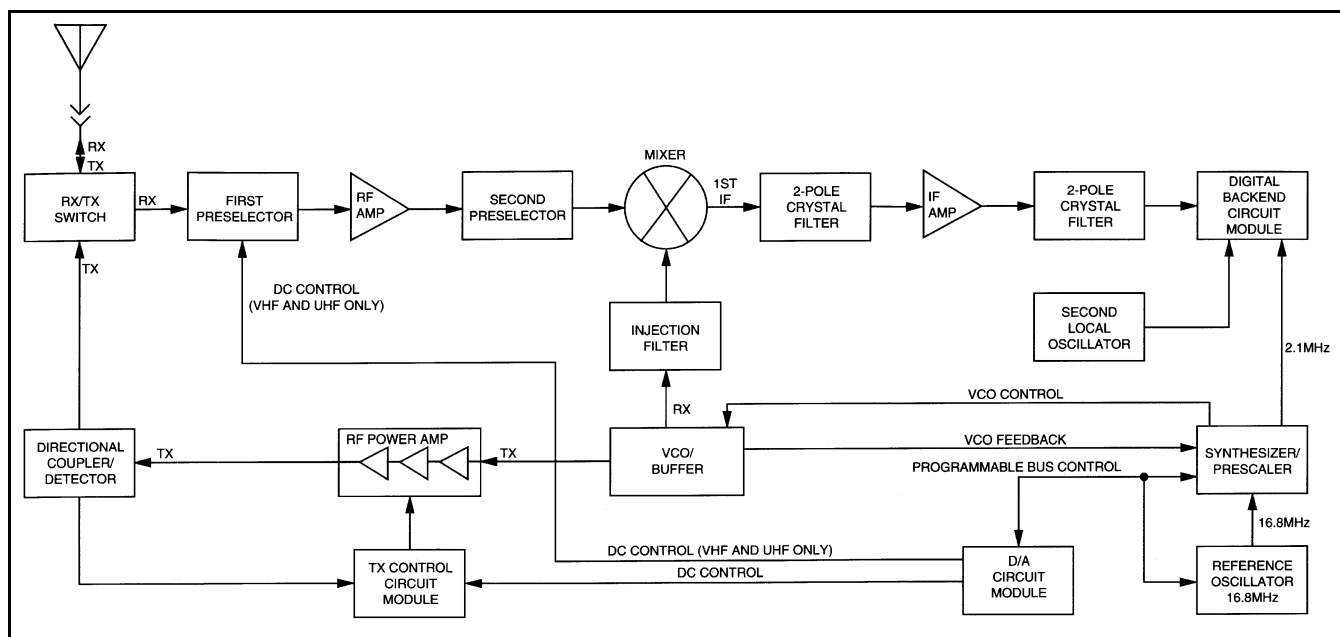 RX
TX
RX/TX
SWITCH
RX
FIRST
PRESELECTOR
RF
AMP
SECOND
PRESELECTOR
MIXER
1ST
IF
2-POLE
CRYSTAL
FILTER
IF
AMP
2-POLE
CRYSTAL
FILTER
DIGITAL
BACKEND
CIRCUIT
MODULE
TX
DC CONTROL
(VHF AND UHF ONLY)
INJECTION
FILTER
SECOND
LOCAL
OSCILLATOR
2.1MHz
RX
VCO CONTROL
DIRECTIONAL
COUPLER/
DETECTOR
TX
RF POWER AMP
TX
VCO/
BUFFER
VCO FEEDBACK
SYNTHESIZER/
PRESCALER
PROGRAMMABLE BUS CONTROL
16.8MHz
TX CONTROL
CIRCUIT
MODULE
DC CONTROL (VHF AND UHF ONLY)
DC CONTROL
D/A
CIRCUIT
MODULE
REFERENCE
OSCILLATOR
16.8MHz